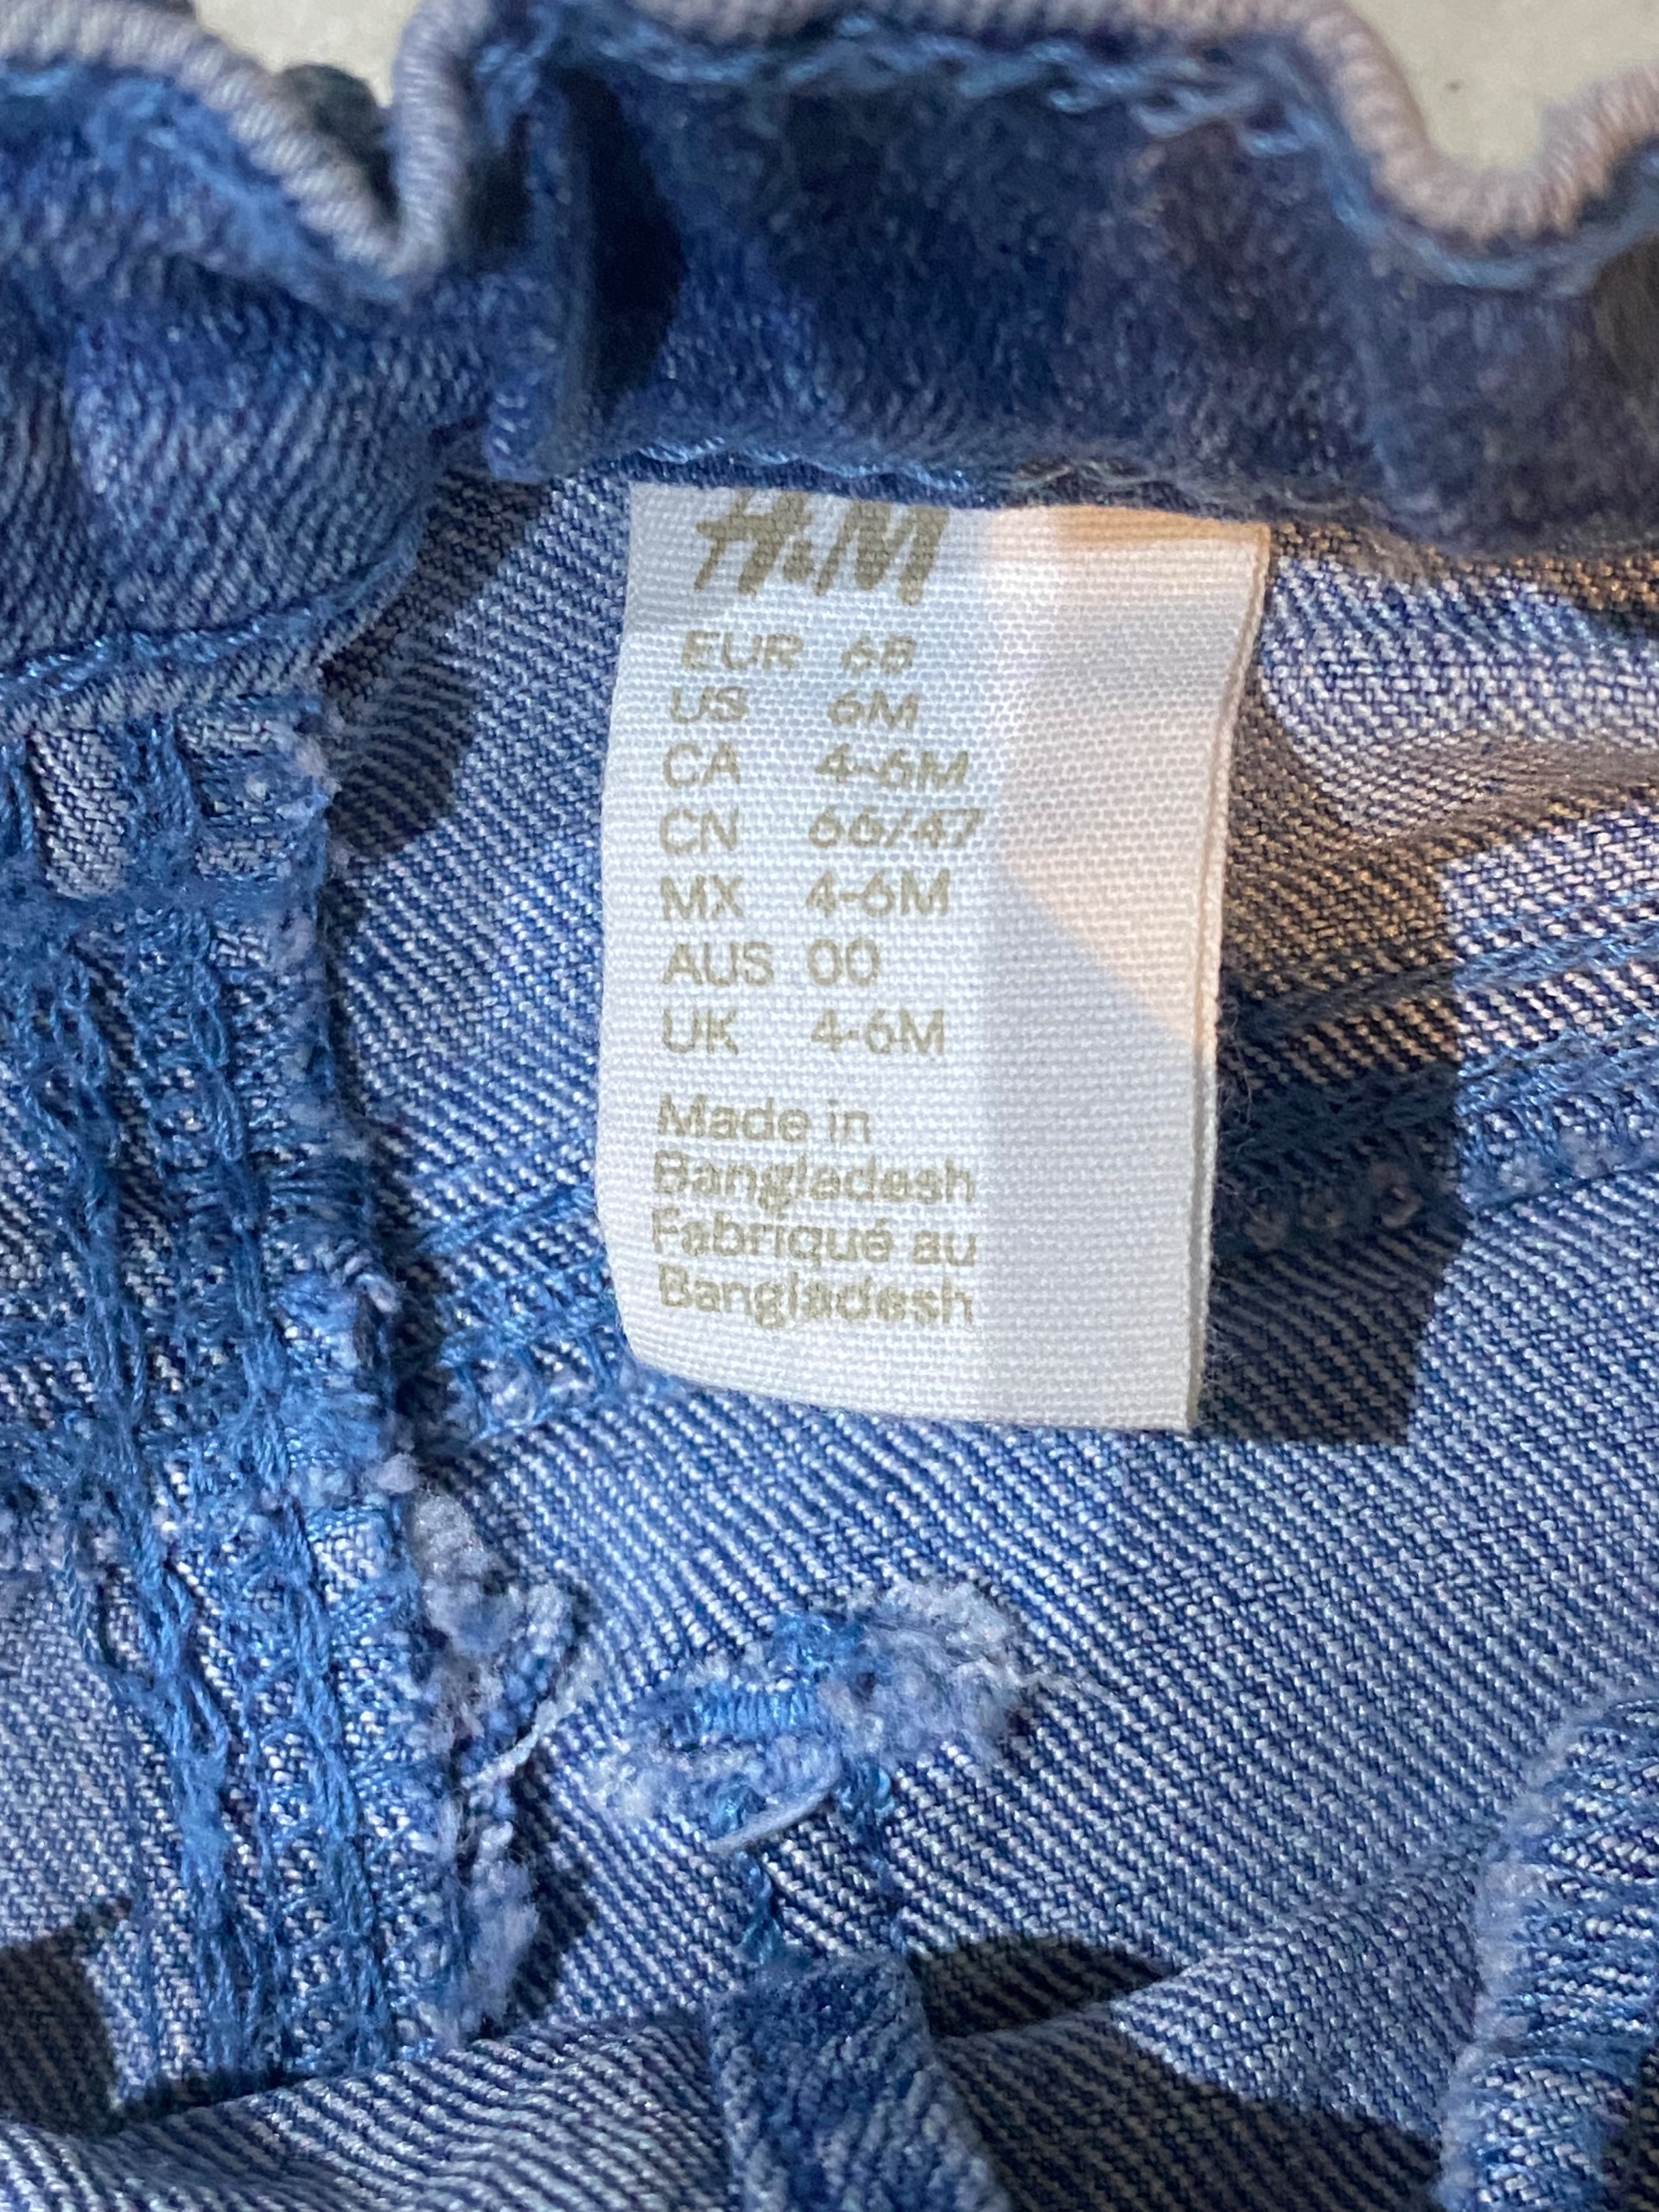 H&M
EUR 68
US 6M
CA 4-6M
CN 66/47
MX 4-6M
AUS 00
UK 4-6M
Made in
Bangladesh
Fabriqué au
Bangladesh